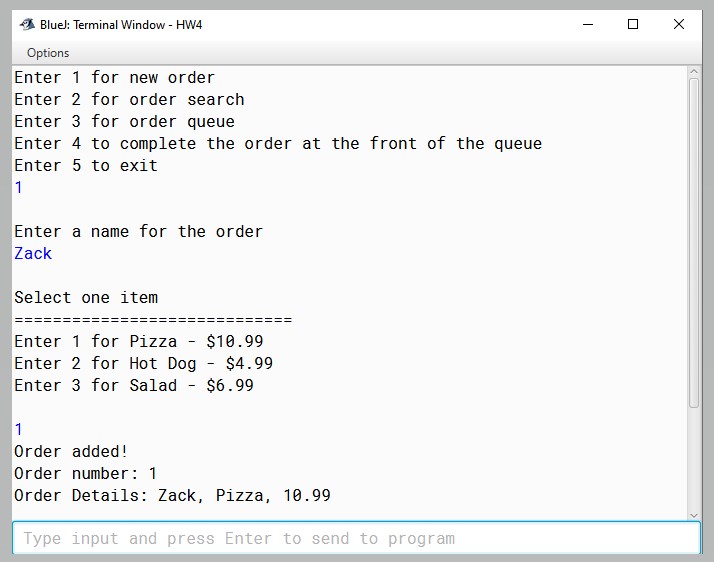 BlueJ: Terminal Window - HW4
Options
Enter 1 for new order
Enter 2 for order search
Enter 3 for order queue
Enter 4 to complete the order at the front of the queue
Enter 5 to exit
1
Enter a name for the order
Zack
Select one item
=============================
Enter 1 for Pizza - $10.99
Enter 2 for Hot Dog - $4.99
Enter 3 for Salad - $6.99
1
Order added!
Order number: 1
Order Details: Zack, Pizza, 10.99
Type input and press Enter to send to program